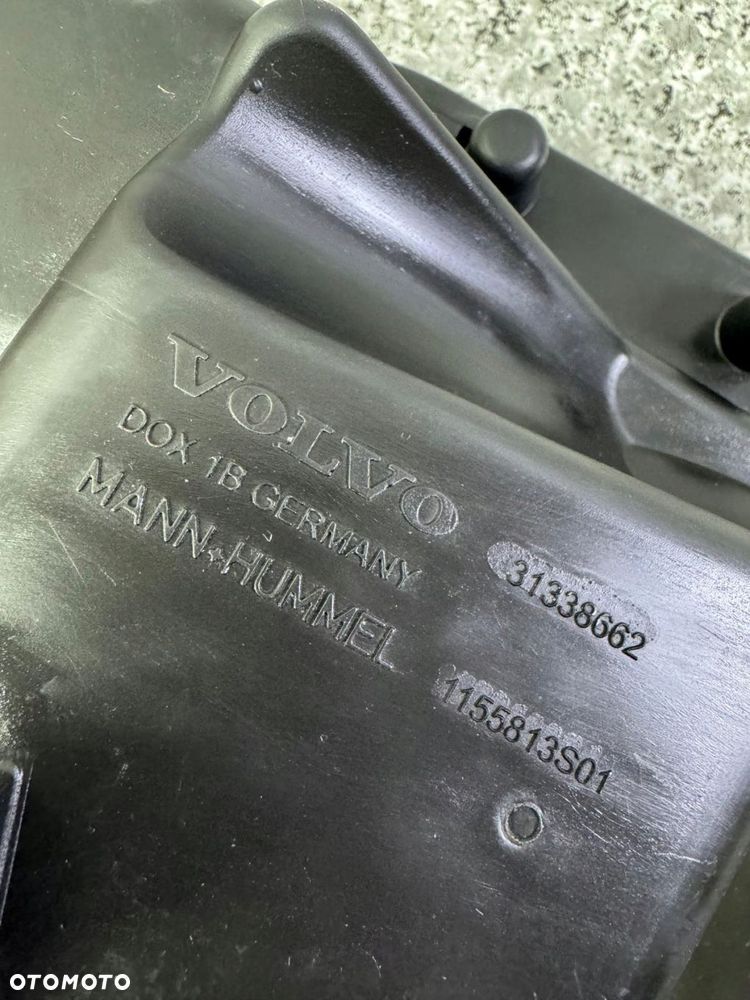 VOLVO
DOX 1B GERMANY
MANN+HUMMEL
31338662
1155813S01
OTOMOTO